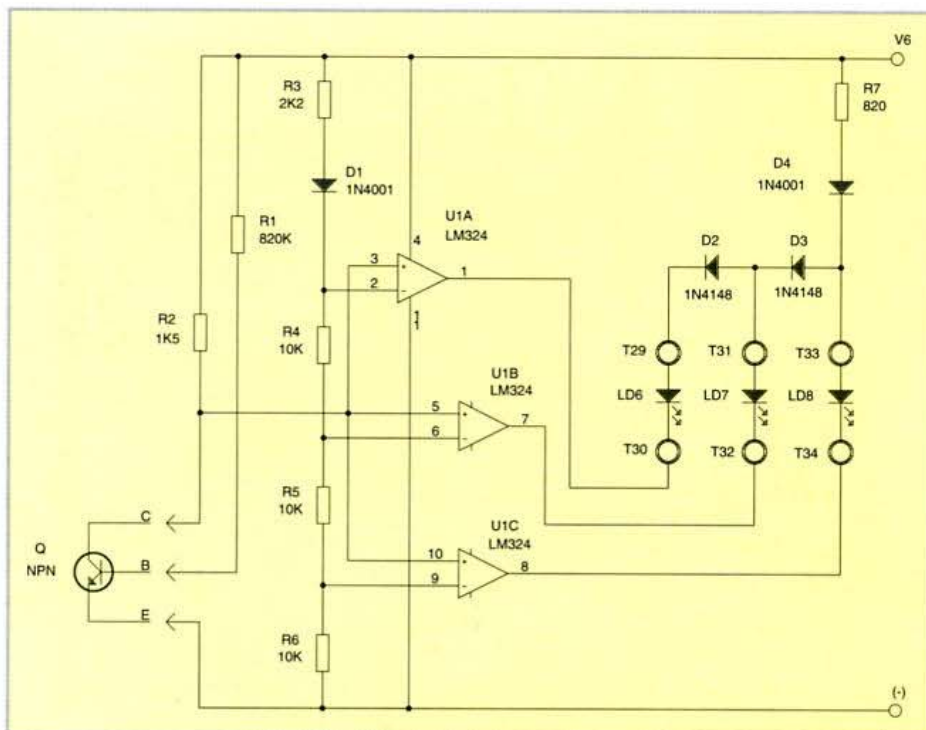 V6
R3
2K2
R7
820
D1
1N4001
D4
1N4001
R1
820K
U1A
LM324
4
3
2
1
1
1
D2
D3
1N4148
1N4148
R2
1K5
R4
10K
T29
T31
T33
U1B
LM324
LD6
LD7
LD8
5
6
7
T30
T32
T34
R5
10K
U1C
LM324
C
Q
NPN
B
10
9
8
E
R6
10K
(-)